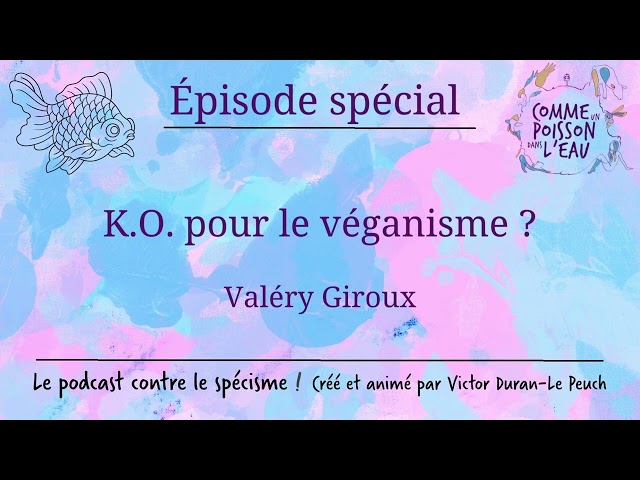 Épisode spécial
COMME UN
POISSON
DANS L'EAU
K.O. pour le véganisme ?
Valéry Giroux
Le podcast contre le spécisme ! Créé et animé par Victor Duran-Le Peuch